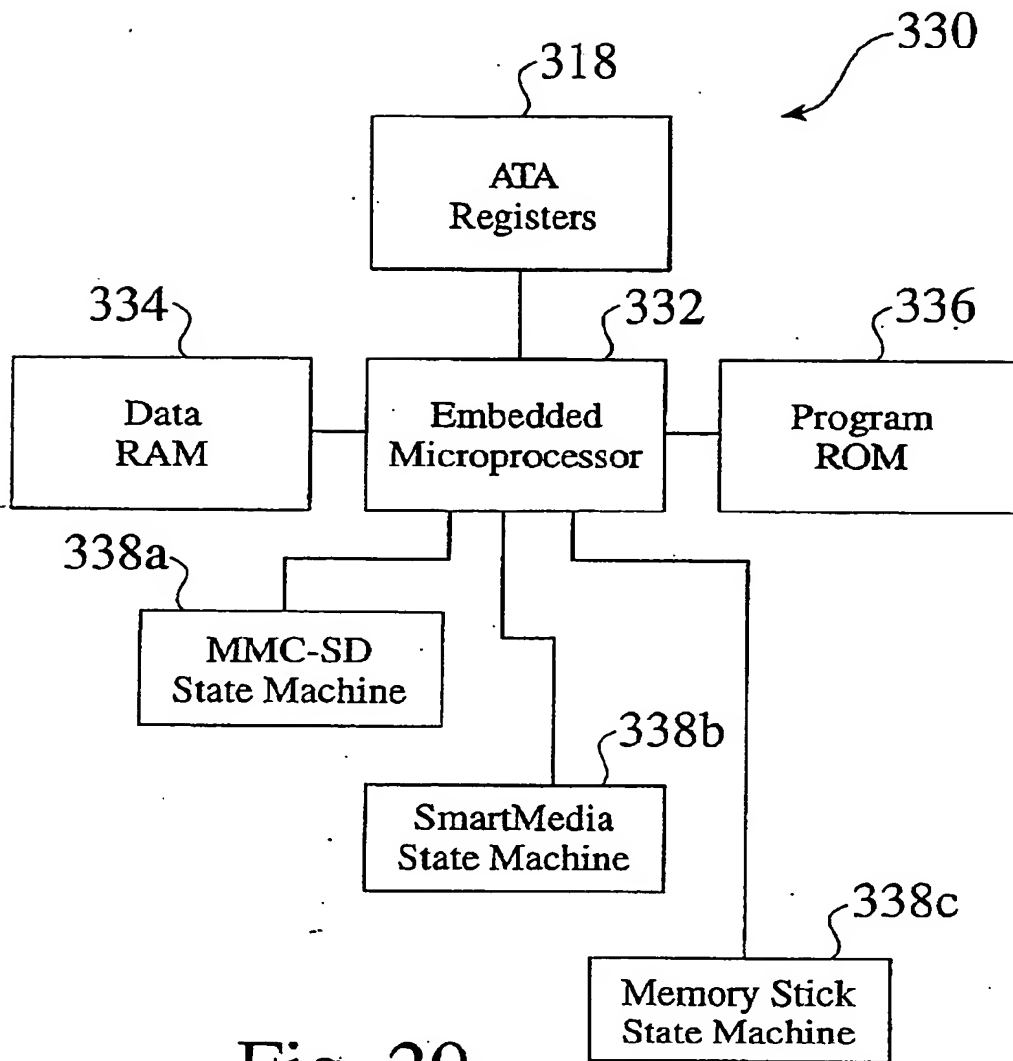 330
318
ATA
Registers
334
332
336
Data
RAM
Embedded
Microprocessor
Program
ROM
338a
MMC-SD
State Machine
338b
SmartMedia
State Machine
338c
Memory Stick
State Machine
Fig. 20